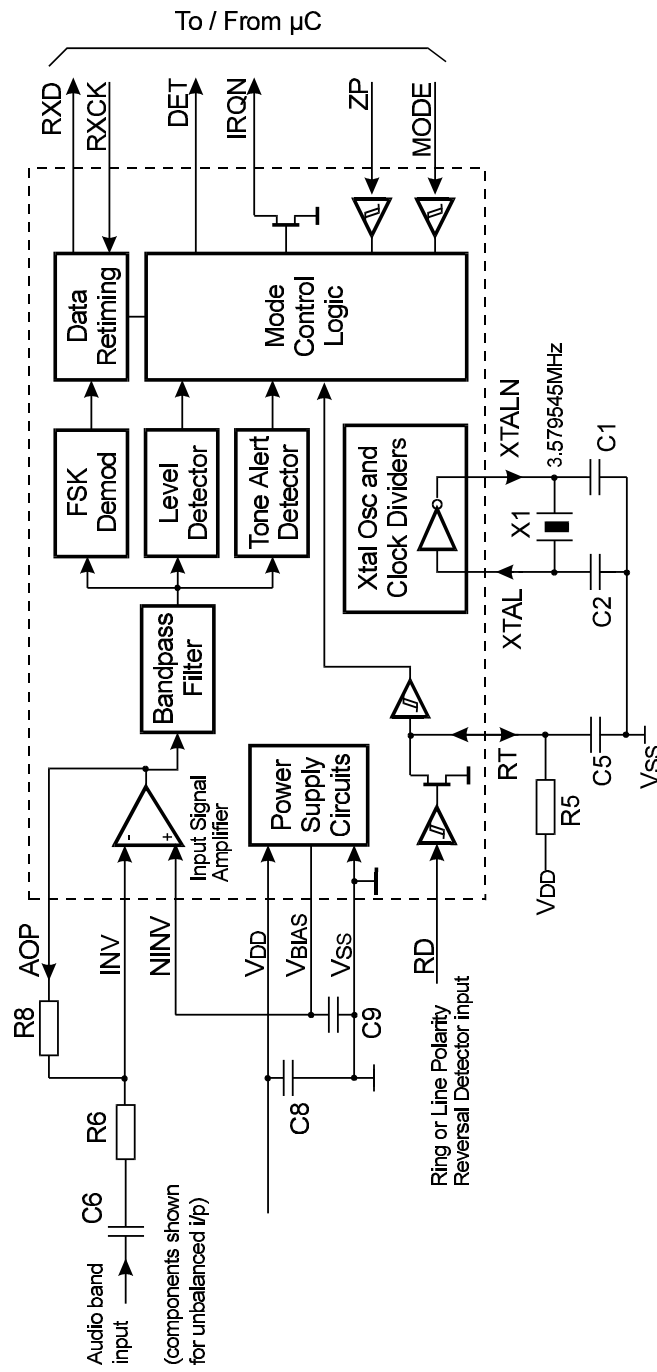 Audio band
input
(components shown
for unbalanced i/p)
C6
R6
R8
AOP
INV
NINV
Input Signal
Amplifier
-
+
Bandpass
Filter
FSK
Demod
Level
Detector
Tone Alert
Detector
Data
Retiming
Mode
Control
Logic
RXD
RXCK
DET
IRQN
ZP
MODE
To / From µC
C8
C9
VDD
VBIAS
VSS
Power
Supply
Circuits
Ring or Line Polarity
Reversal Detector input
RD
RT
VDD
R5
C5
VSS
Xtal Osc and
Clock Dividers
XTAL
XTALN
C2
X1
3.579545MHz
C1